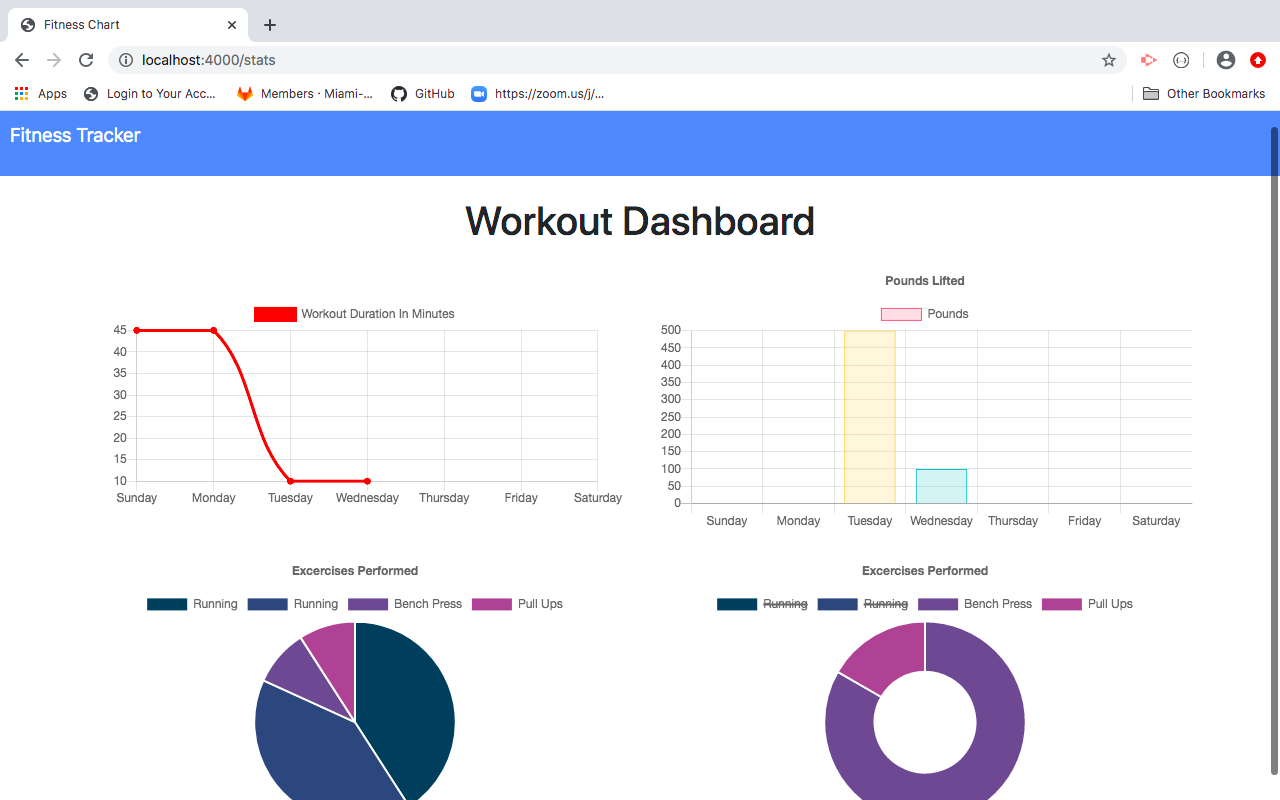 Fitness Chart
localhost:4000/stats
Apps Login to Your Acc... Members · Miami-... GitHub https://zoom.us/j/... Other Bookmarks
Fitness Tracker
Workout Dashboard
Workout Duration In Minutes
45
40
35
30
25
20
15
10
Sunday Monday Tuesday Wednesday Thursday Friday Saturday
Pounds Lifted
Pounds
500
450
400
350
300
250
200
150
100
50
0
Sunday Monday Tuesday Wednesday Thursday Friday Saturday
Excercises Performed
Running Running Bench Press Pull Ups
Excercises Performed
Running Running Bench Press Pull Ups